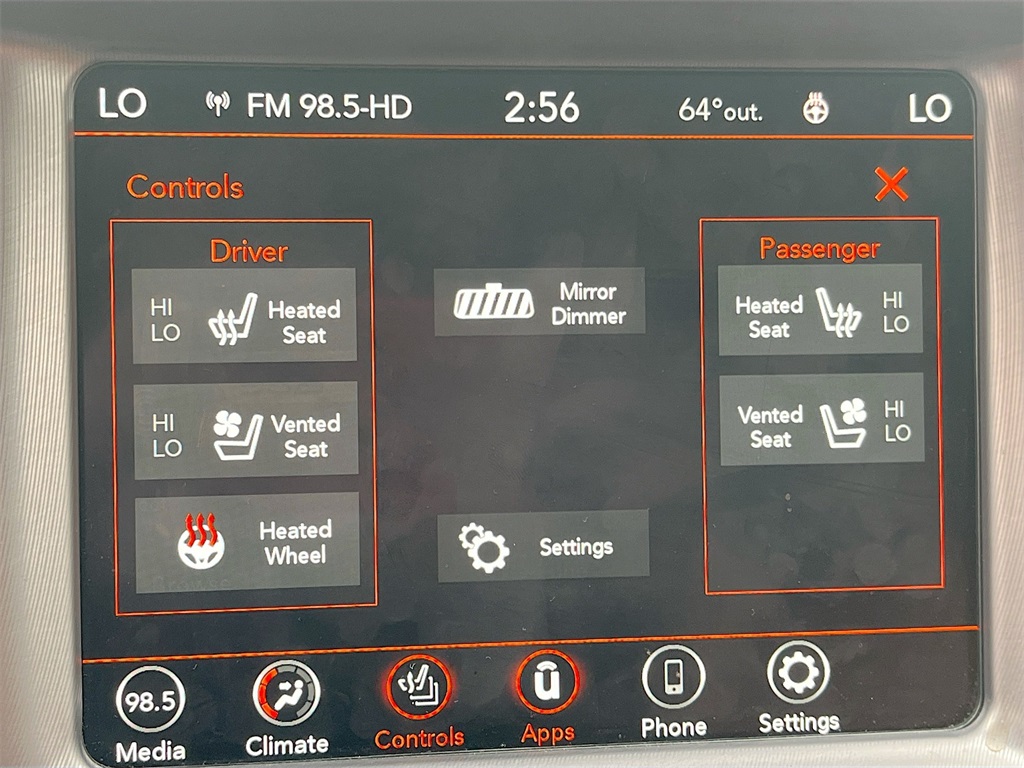 LO FM 98.5-HD 2:56 64°out. LO
Controls
Driver
HI
LO
Heated
Seat
HI
LO
Vented
Seat
Heated
Wheel
Mirror
Dimmer
Settings
Passenger
Heated
Seat
HI
LO
Vented
Seat
HI
LO
98.5
Media
Climate
Controls
ū
Apps
Phone
Settings